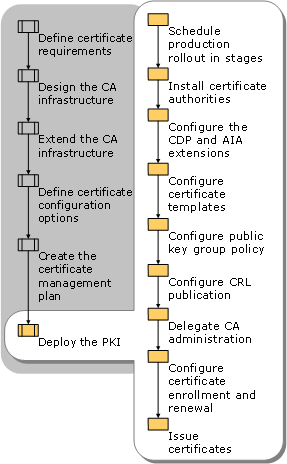 Define certificate
requirements
Design the CA
infrastructure
Extend the CA
infrastructure
Define certificate
configuration
options
Create the
certificate
management
plan
Deploy the PKI
Schedule
production
rollout in stages
Install certificate
authorities
Configure the
CDP and AIA
extensions
Configure
certificate
templates
Configure public
key group policy
Configure CRL
publication
Delegate CA
administration
Configure
certificate
enrollment and
renewal
Issue
certificates